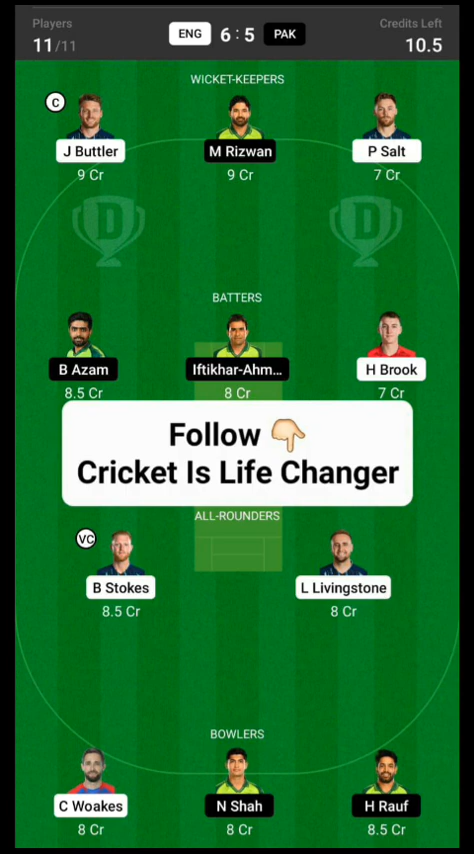 Players
Credits Left
11/11
ENG 6 : 5 PAK
10.5
WICKET-KEEPERS
C
J Buttler
M Rizwan
P Salt
9 Cr
9 Cr
7 Cr
D
D
BATTERS
B Azam
Iftikhar-Ahm...
H Brook
8.5 Cr
8 Cr
7 Cr
Follow 👇🏻
Cricket Is Life Changer
ALL-ROUNDERS
VC
B Stokes
L Livingstone
8.5 Cr
8 Cr
BOWLERS
C Woakes
N Shah
H Rauf
8 Cr
8 Cr
8.5 Cr